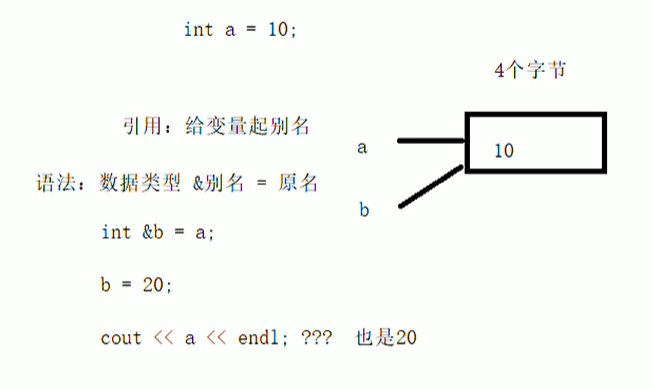 int a = 10;
4个字节
引用：给变量起别名
a
10
语法：数据类型 &别名 = 原名
b
int &b = a;
b = 20;
cout << a << endl; ??? 也是20